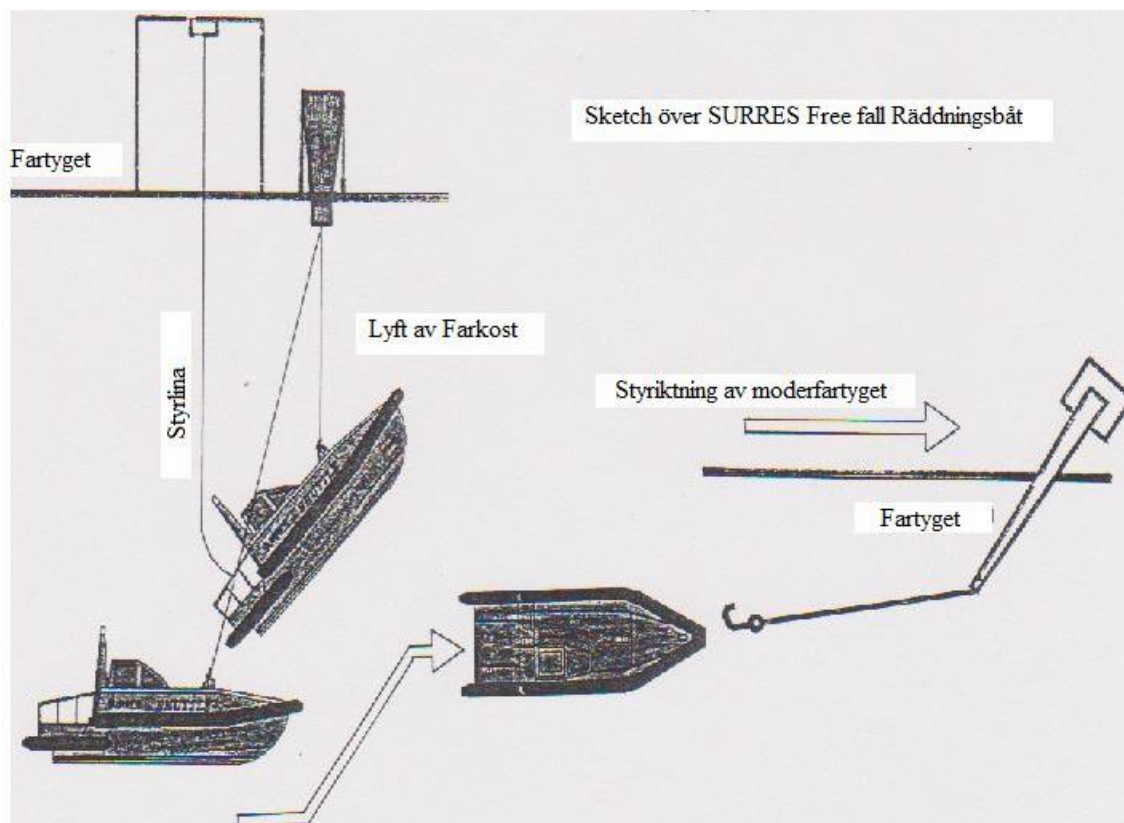 Sketch över SURRES Free fall Räddningsbåt
Fartyget
Lyft av Farkost
Styrlina
Styriktning av moderfartyget
Fartyget